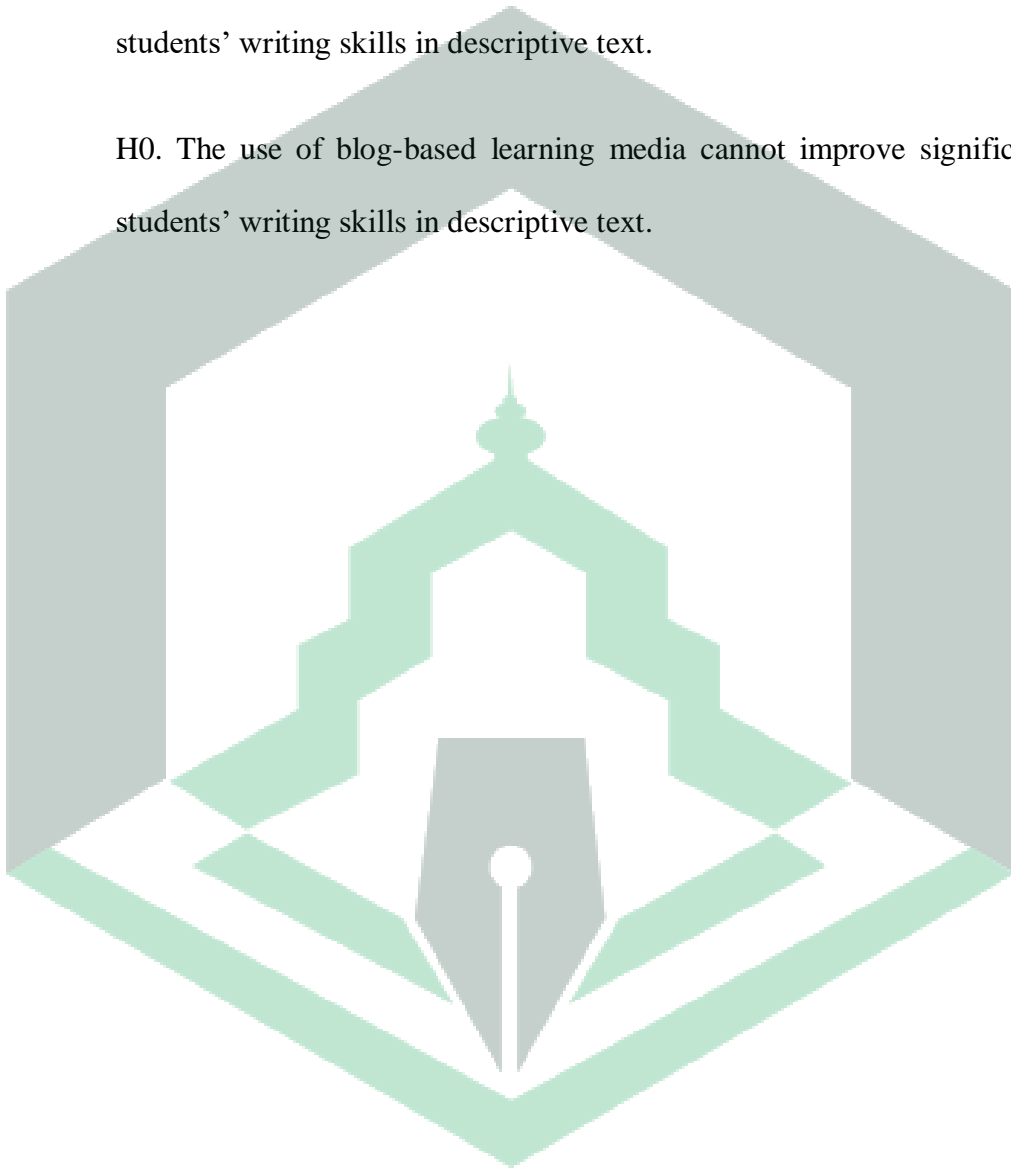 students’ writing skills in descriptive text.
H0. The use of blog-based learning media cannot improve
students’ writing skills in descriptive text.